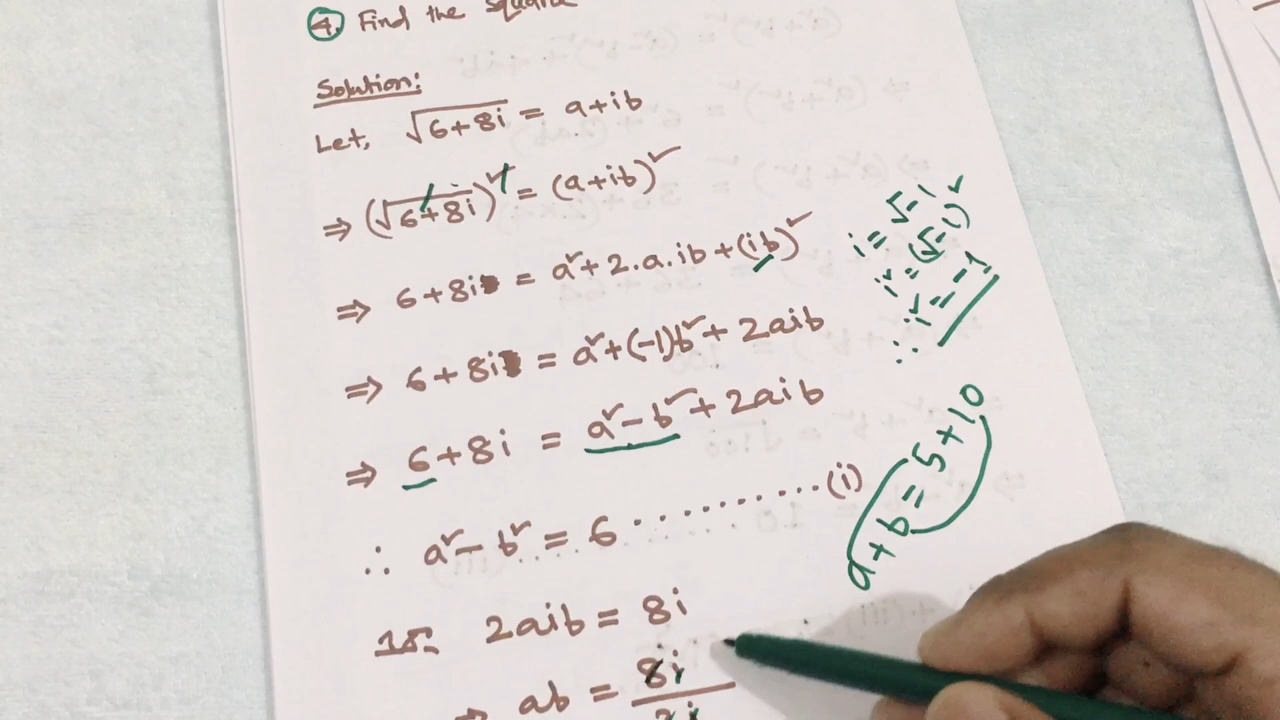 4. Find the square
Solution:
Let, √6+8i = a+ib
⇒ (√6+8i)² = (a+ib)²
⇒ 6+8i = a²+2.a.ib+(ib)²
⇒ 6+8i = a²+(-1)b²+2aib
⇒ 6+8i = a²-b²+2aib
∴ a²-b² = 6 ..............(i)
2aib = 8i
⇒ ab = 8i/2i
i = √-1
i² = (√-1)²
∴ i² = -1
a+b = 5+10